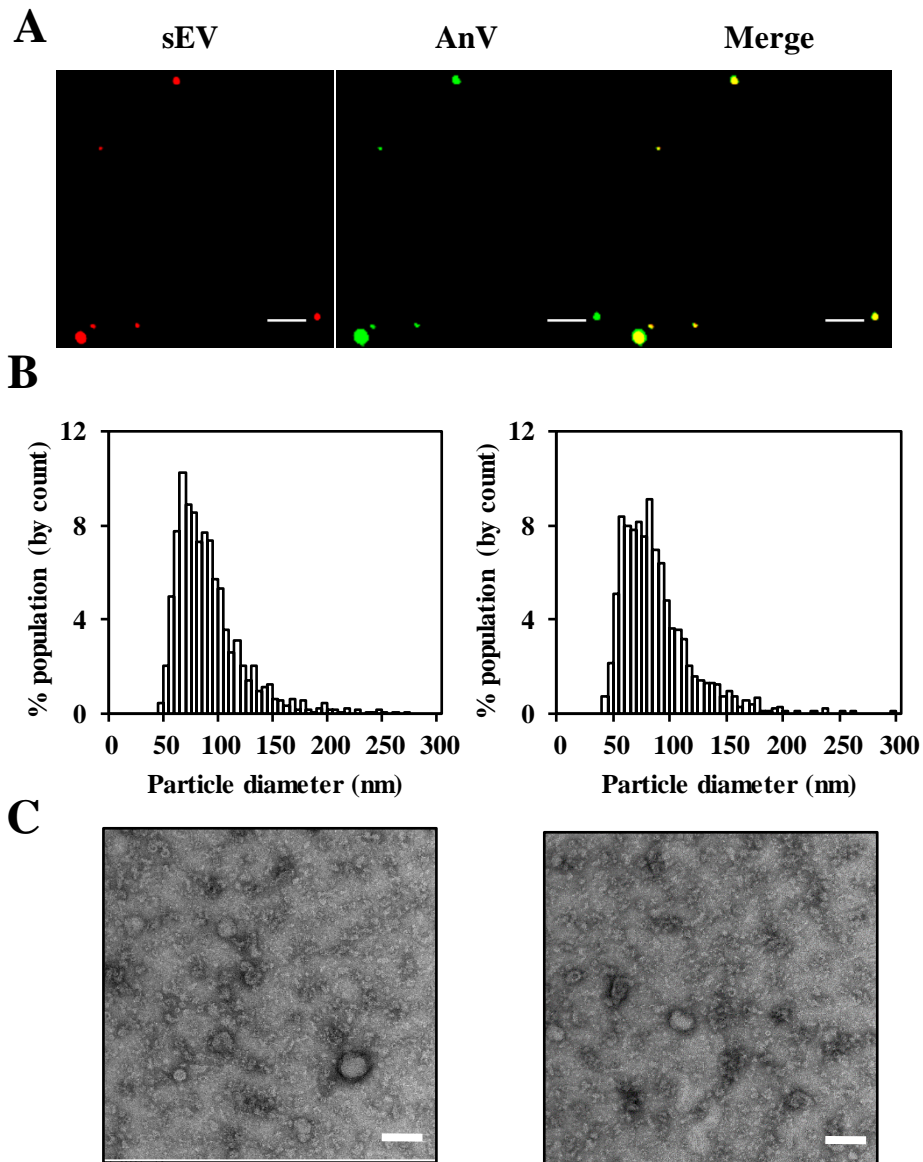 A
sEV AnV Merge
B
12 12
% population (by count) % population (by count)
8 8
4 4
0 0
0 50 100 150 200 250 300 0 50 100 150 200 250 300
Particle diameter (nm) Particle diameter (nm)
C